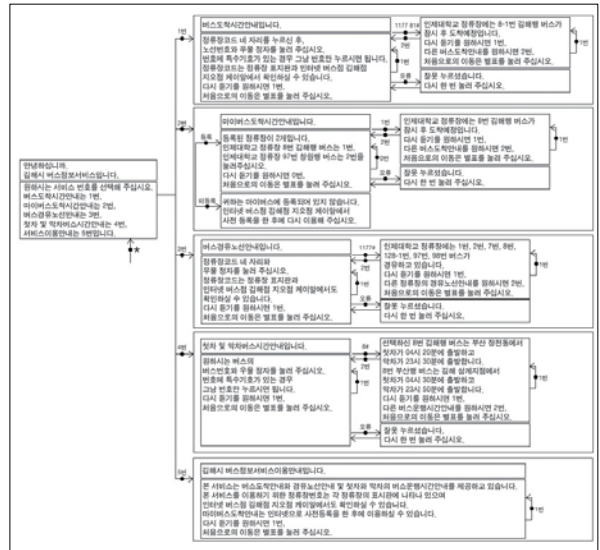 안녕하십니까.
김해시 버스정보서비스입니다.
원하시는 서비스 번호를 선택해 주십시오.
버스도착시간안내는 1번,
마이버스도착시간안내는 2번,
버스경유노선안내는 3번,
첫차 및 막차버스시간안내는 4번,
서비스이용안내는 5번입니다.
*
1번
버스도착시간안내입니다.
정류장코드 네 자리를 누르신 후,
노선번호와 우물 정자를 눌러 주십시오.
번호에 특수기호가 있는 경우 그냥 번호만 누르시면 됩니다.
정류장코드는 정류장 표지판과 인터넷 버스점 김해점
지오점 케이알에서 확인하실 수 있습니다.
다시 듣기를 원하시면 1번,
처음으로의 이동은 별표를 눌러 주십시오.
1번
1177 81#
2번
오류
인제대학교 정류장에는 8-1번 김해행 버스가
잠시 후 도착예정입니다.
다시 듣기를 원하시면 1번,
다른 버스도착안내를 원하시면 2번,
처음으로의 이동은 별표를 눌러 주십시오.
1번
잘못 누르셨습니다.
다시 한 번 눌러 주십시오.
2번
마이버스도착시간안내입니다.
등록
등록된 정류장이 2개입니다.
인제대학교 정류장 8번 김해행 버스는 1번,
인제대학교 정류장 97번 창원행 버스는 2번을
눌러주십시오.
다시 듣기를 원하시면 0번,
처음으로의 이동은 별표를 눌러 주십시오.
0번
1번
2번
오류
인제대학교 정류장에는 8번 김해행 버스가
잠시 후 도착예정입니다.
다시 듣기를 원하시면 1번,
다른 버스도착안내를 원하시면 2번,
처음으로의 이동은 별표를 눌러 주십시오.
1번
잘못 누르셨습니다.
다시 한 번 눌러 주십시오.
미등록
귀하는 마이버스에 등록되어 있지 않습니다.
인터넷 버스점 김해점 지오점 케이알에서
사전 등록을 한 후에 다시 이용해 주십시오.
3번
버스경유노선안내입니다.
정류장코드 네 자리와
우물 정자를 눌러 주십시오.
정류장코드는 정류장 표지판과
인터넷 버스점 김해점 지오점 케이알에서도
확인하실 수 있습니다.
다시 듣기를 원하시면 1번,
처음으로의 이동은 별표를 눌러 주십시오.
1번
1177#
2번
오류
인제대학교 정류장에는 1번, 2번, 7번, 8번,
128-1번, 97번, 98번 버스가
경유하고 있습니다.
다시 듣기를 원하시면 1번,
다른 정류장의 경유노선안내를 원하시면 2번,
처음으로의 이동은 별표를 눌러 주십시오.
1번
잘못 누르셨습니다.
다시 한 번 눌러 주십시오.
4번
첫차 및 막차버스시간안내입니다.
원하시는 버스의
버스번호와 우물 정자를 눌러 주십시오.
번호에 특수기호가 있는 경우
그냥 번호만 누르시면 됩니다.
다시 듣기를 원하시면 1번,
처음으로의 이동은 별표를 눌러 주십시오.
1번
8#
2번
오류
선택하신 8번 김해행 버스는 부산 장전동에서
첫차가 04시 20분에 출발하고
막차가 23시 30분에 출발합니다.
8번 부산행 버스는 김해 삼계지점에서
첫차가 04시 30분에 출발하고
막차가 23시 50분에 출발합니다.
다시 듣기를 원하시면 1번,
다른 버스운행시간안내를 원하시면 2번,
처음으로의 이동은 별표를 눌러 주십시오.
1번
잘못 누르셨습니다.
다시 한 번 눌러 주십시오.
5번
김해시 버스정보서비스이용안내입니다.
본 서비스는 버스도착안내와 경유노선안내 및 첫차와 막차의 버스운행시간안내를 제공하고 있습니다.
본 서비스를 이용하기 위한 정류장번호는 각 정류장의 표시판에 나타나 있으며
인터넷 버스점 김해점 지오점 케이알에서도 확인하실 수 있습니다.
마이버스도착안내는 인터넷으로 사전등록을 한 후에 이용하실 수 있습니다.
다시 듣기를 원하시면 1번,
처음으로의 이동은 별표를 눌러 주십시오.
1번